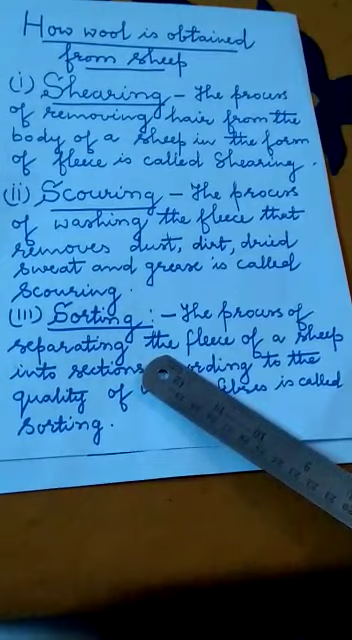 How wool is obtained
from sheep
(i) Shearing - The process
of removing hair from the
body of a sheep in the form
of fleece is called Shearing.
(ii) Scouring - The process
of washing the fleece that
removes dust, dirt, dried
sweat and grease is called
Scouring.
(III) Sorting :- The process of
separating the fleece of a sheep
into sections ording to the
quality of fibres is called
Sorting.